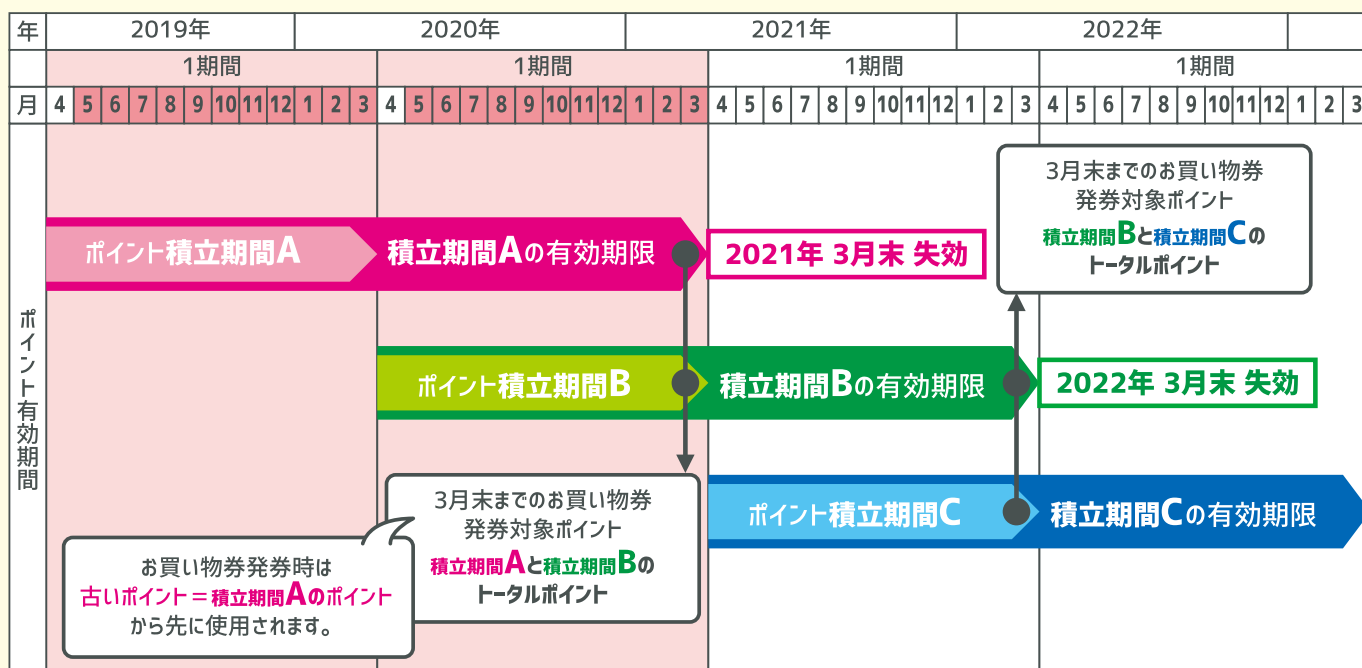 年 2019年 2020年 2021年 2022年
1期間 1期間 1期間 1期間
月 4 5 6 7 8 9 10 11 12 1 2 3 4 5 6 7 8 9 10 11 12 1 2 3 4 5 6 7 8 9 10 11 12 1 2 3 4 5 6 7 8 9 10 11 12 1 2 3
ポイント有効期間
ポイント積立期間A 積立期間Aの有効期限 2021年 3月末 失効
3月末までのお買い物券
発券対象ポイント
積立期間Bと積立期間Cの
トータルポイント
ポイント積立期間B 積立期間Bの有効期限 2022年 3月末 失効
ポイント積立期間C 積立期間Cの有効期限
3月末までのお買い物券
発券対象ポイント
積立期間Aと積立期間Bの
トータルポイント
お買い物券発券時は
古いポイント=積立期間Aのポイント
から先に使用されます。